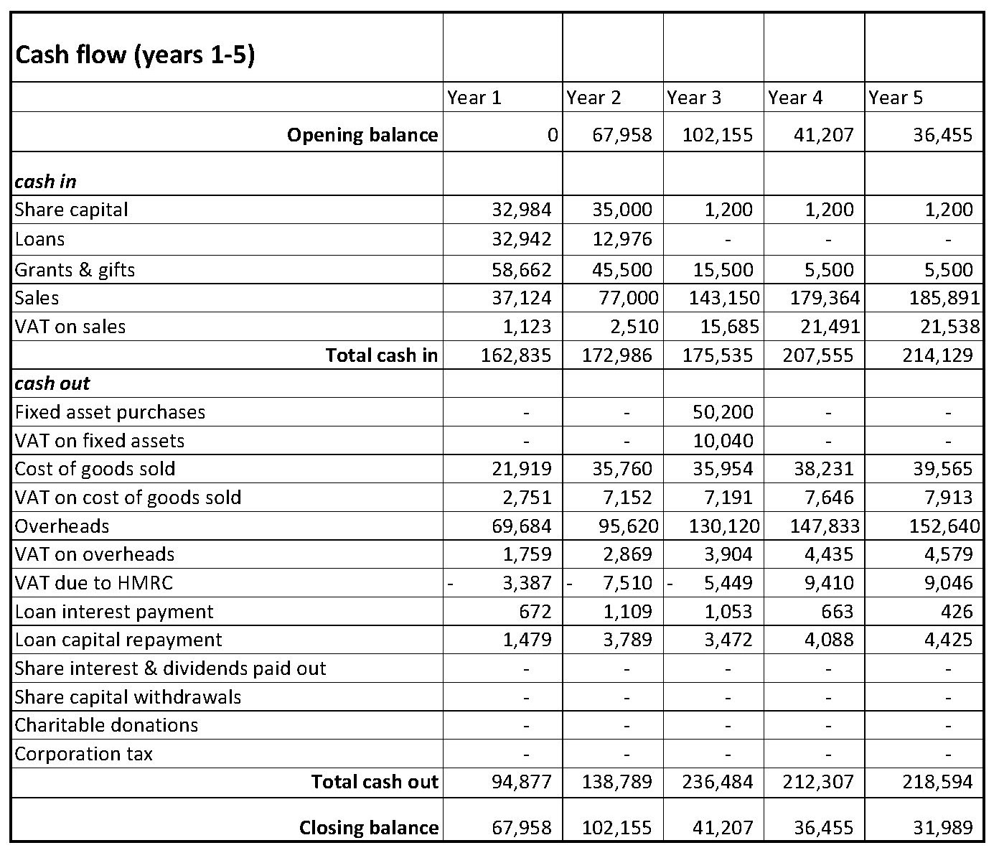 Cash flow (years 1-5)
Year 1 Year 2 Year 3 Year 4 Year 5
Opening balance 0 67,958 102,155 41,207 36,455
cash in
Share capital 32,984 35,000 1,200 1,200 1,200
Loans 32,942 12,976 - - -
Grants & gifts 58,662 45,500 15,500 5,500 5,500
Sales 37,124 77,000 143,150 179,364 185,891
VAT on sales 1,123 2,510 15,685 21,491 21,538
Total cash in 162,835 172,986 175,535 207,555 214,129
cash out
Fixed asset purchases - - 50,200 - -
VAT on fixed assets - - 10,040 - -
Cost of goods sold 21,919 35,760 35,954 38,231 39,565
VAT on cost of goods sold 2,751 7,152 7,191 7,646 7,913
Overheads 69,684 95,620 130,120 147,833 152,640
VAT on overheads 1,759 2,869 3,904 4,435 4,579
VAT due to HMRC - 3,387 - 7,510 - 5,449 9,410 9,046
Loan interest payment 672 1,109 1,053 663 426
Loan capital repayment 1,479 3,789 3,472 4,088 4,425
Share interest & dividends paid out - - - - -
Share capital withdrawals - - - - -
Charitable donations - - - - -
Corporation tax - - - - -
Total cash out 94,877 138,789 236,484 212,307 218,594
Closing balance 67,958 102,155 41,207 36,455 31,989